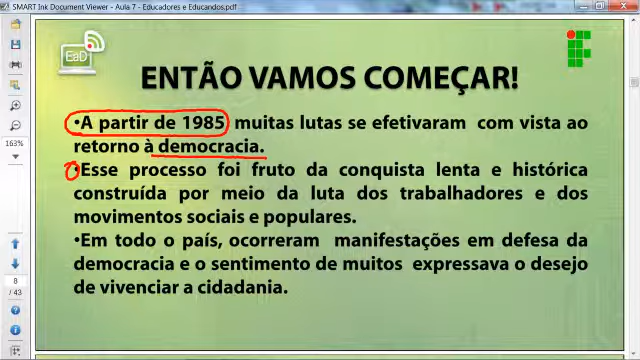 SMART Ink Document Viewer - Aula 7 - Educadores e Educandos.pdf
EaD
ENTÃO VAMOS COMEÇAR!
•A partir de 1985 muitas lutas se efetivaram com vista ao
retorno à democracia.
•Esse processo foi fruto da conquista lenta e histórica
construída por meio da luta dos trabalhadores e dos
movimentos sociais e populares.
•Em todo o país, ocorreram manifestações em defesa da
democracia e o sentimento de muitos expressava o desejo
de vivenciar a cidadania.
163%
8
/ 43